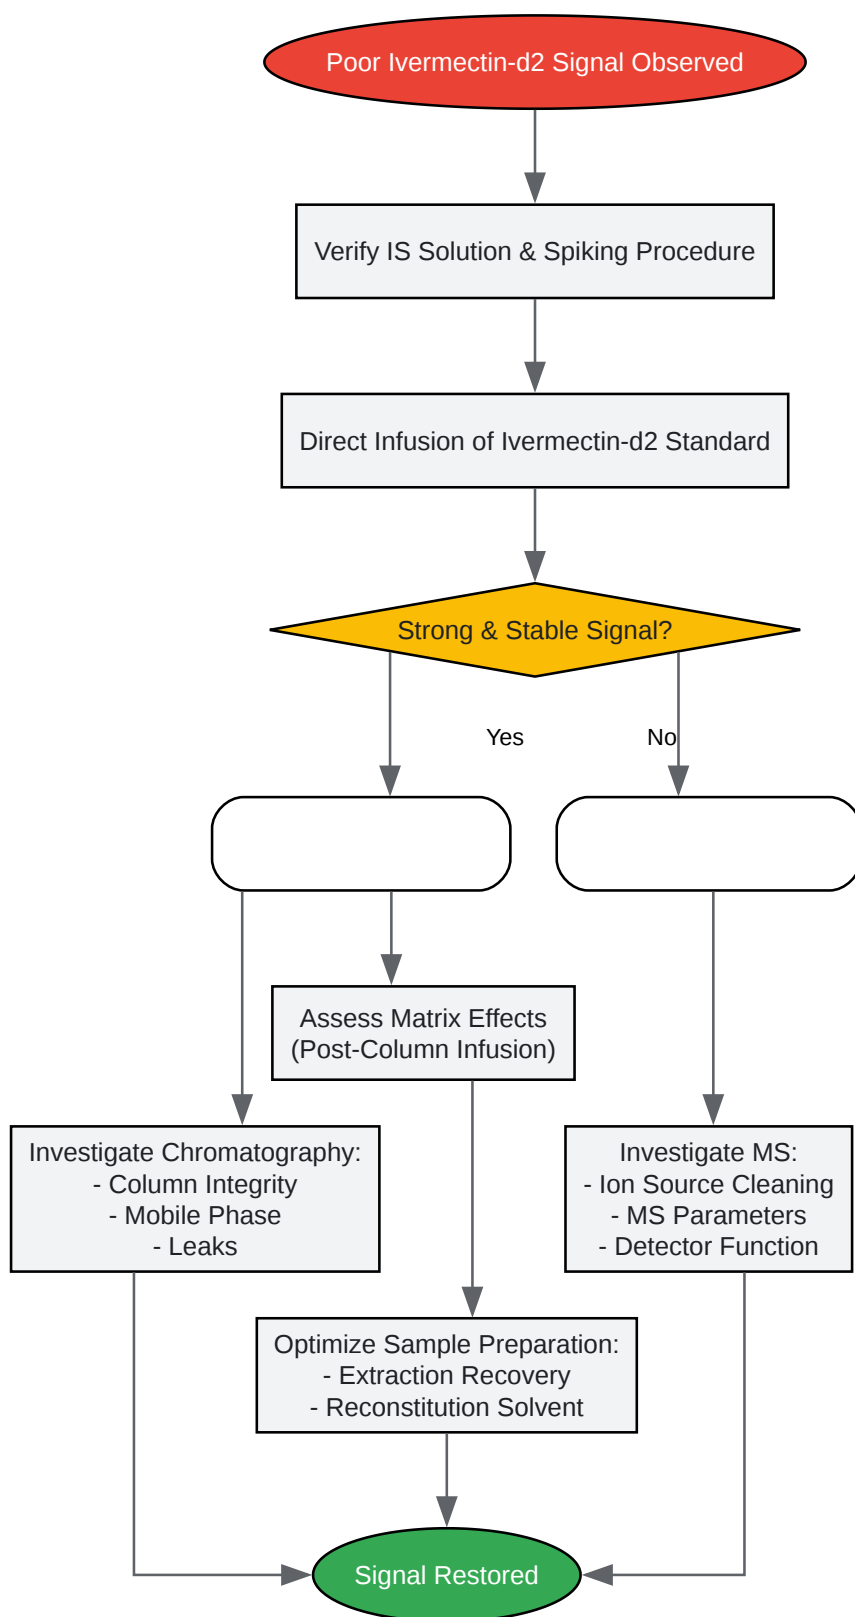 Poor Ivermectin-d2 Signal Observed
Verify IS Solution & Spiking Procedure
Direct Infusion of Ivermectin-d2 Standard
Strong & Stable Signal?
Yes
No
Assess Matrix Effects
(Post-Column Infusion)
Investigate Chromatography:
- Column Integrity
- Mobile Phase
- Leaks
Investigate MS:
- Ion Source Cleaning
- MS Parameters
- Detector Function
Optimize Sample Preparation:
- Extraction Recovery
- Reconstitution Solvent
Signal Restored